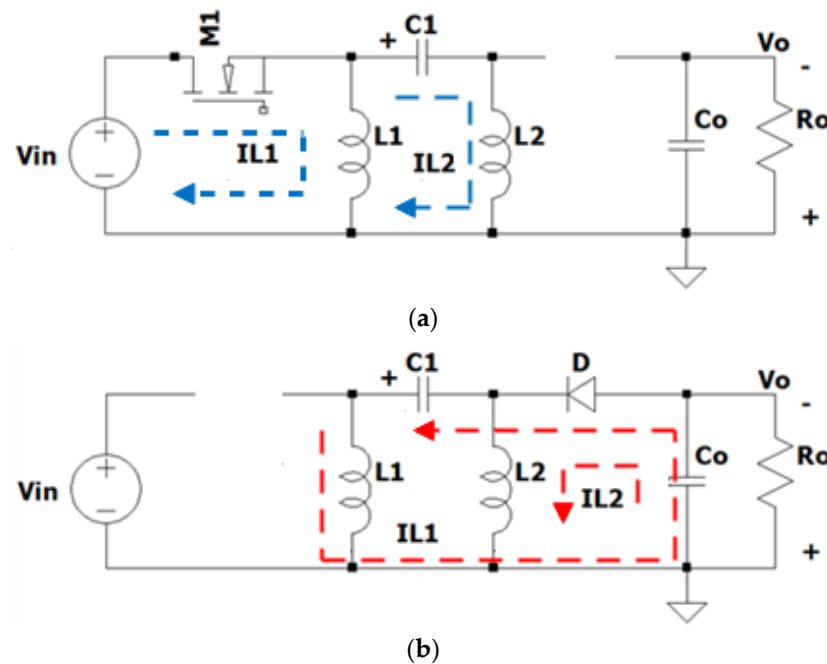 M1
+ C1
Vo
-
+
-
Vin
IL1
L1
IL2
L2
Co
Ro
+
(a)
+ C1
D
Vo
-
+
-
Vin
L1
IL1
L2
IL2
Co
Ro
+
(b)